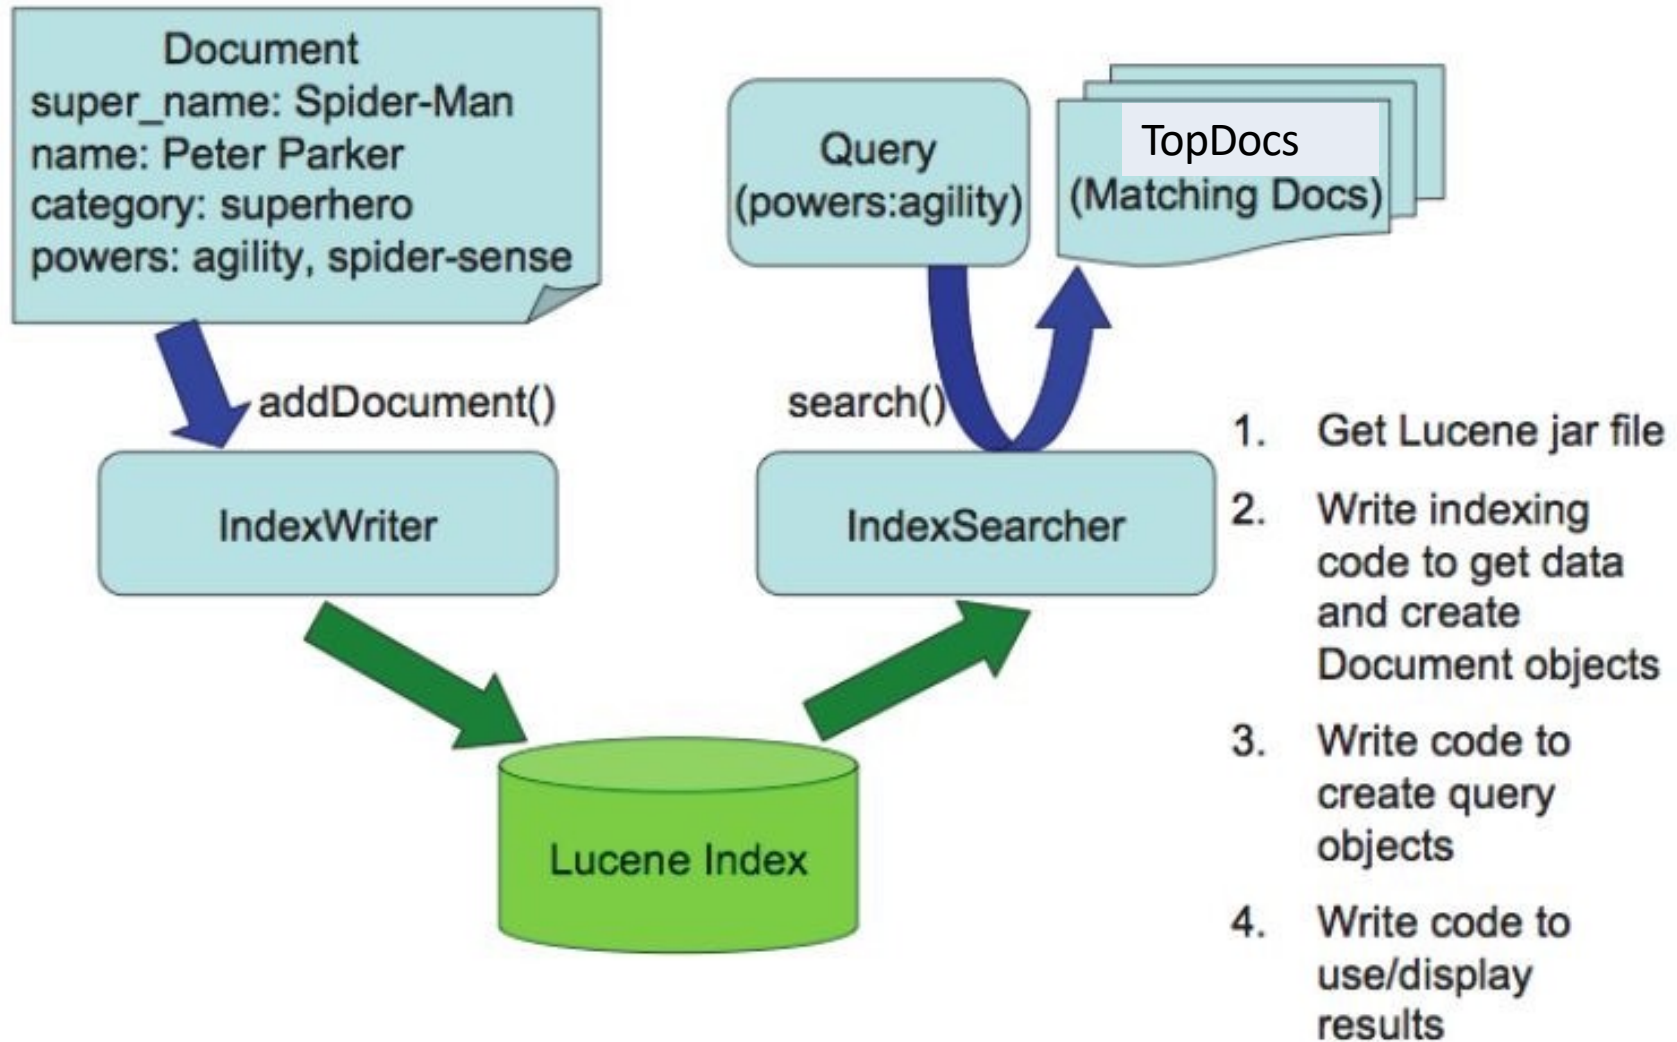 Document
super_name: Spider-Man
name: Peter Parker
category: superhero
powers: agility, spider-sense
Query
(powers:agility)
TopDocs
(Matching Docs)
addDocument()
search()
IndexWriter
IndexSearcher
Lucene Index
1. Get Lucene jar file
2. Write indexing
code to get data
and create
Document objects
3. Write code to
create query
objects
4. Write code to
use/display
results